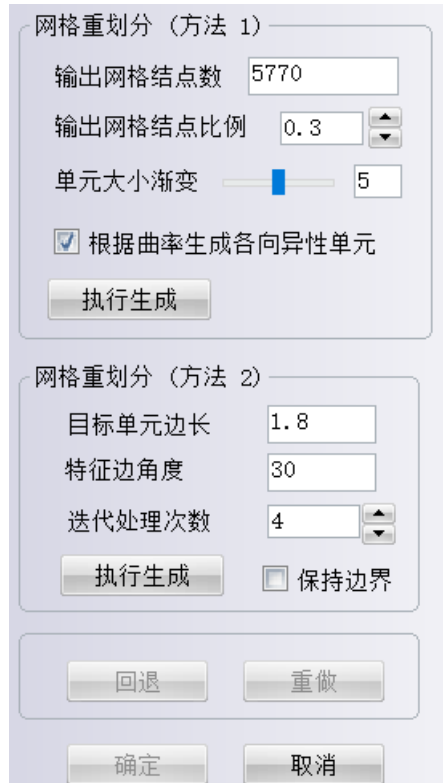 网格重划分 (方法 1)
输出网格结点数 5770
输出网格结点比例 0.3
单元大小渐变 5
根据曲率生成各向异性单元
执行生成
网格重划分 (方法 2)
目标单元边长 1.8
特征边角度 30
迭代处理次数 4
执行生成 保持边界
回退 重做
确定 取消